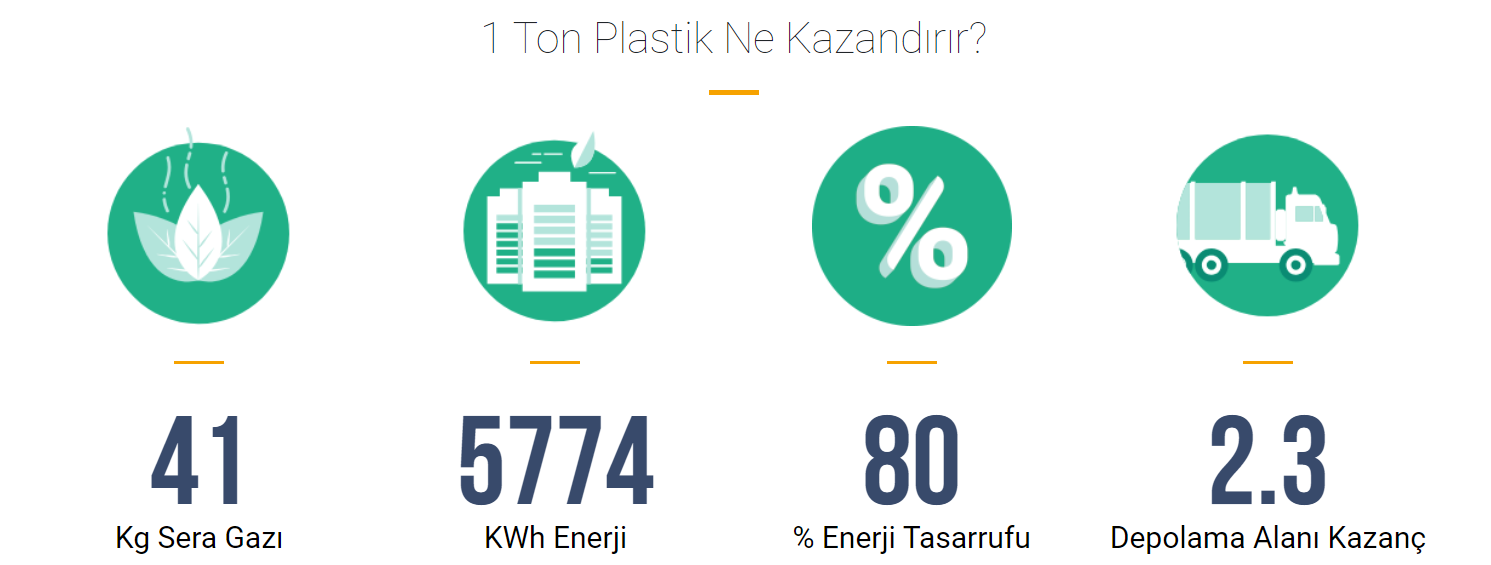 1 Ton Plastik Ne Kazandırır?
41
Kg Sera Gazı
5774
KWh Enerji
80
% Enerji Tasarrufu
2.3
Depolama Alanı Kazanç